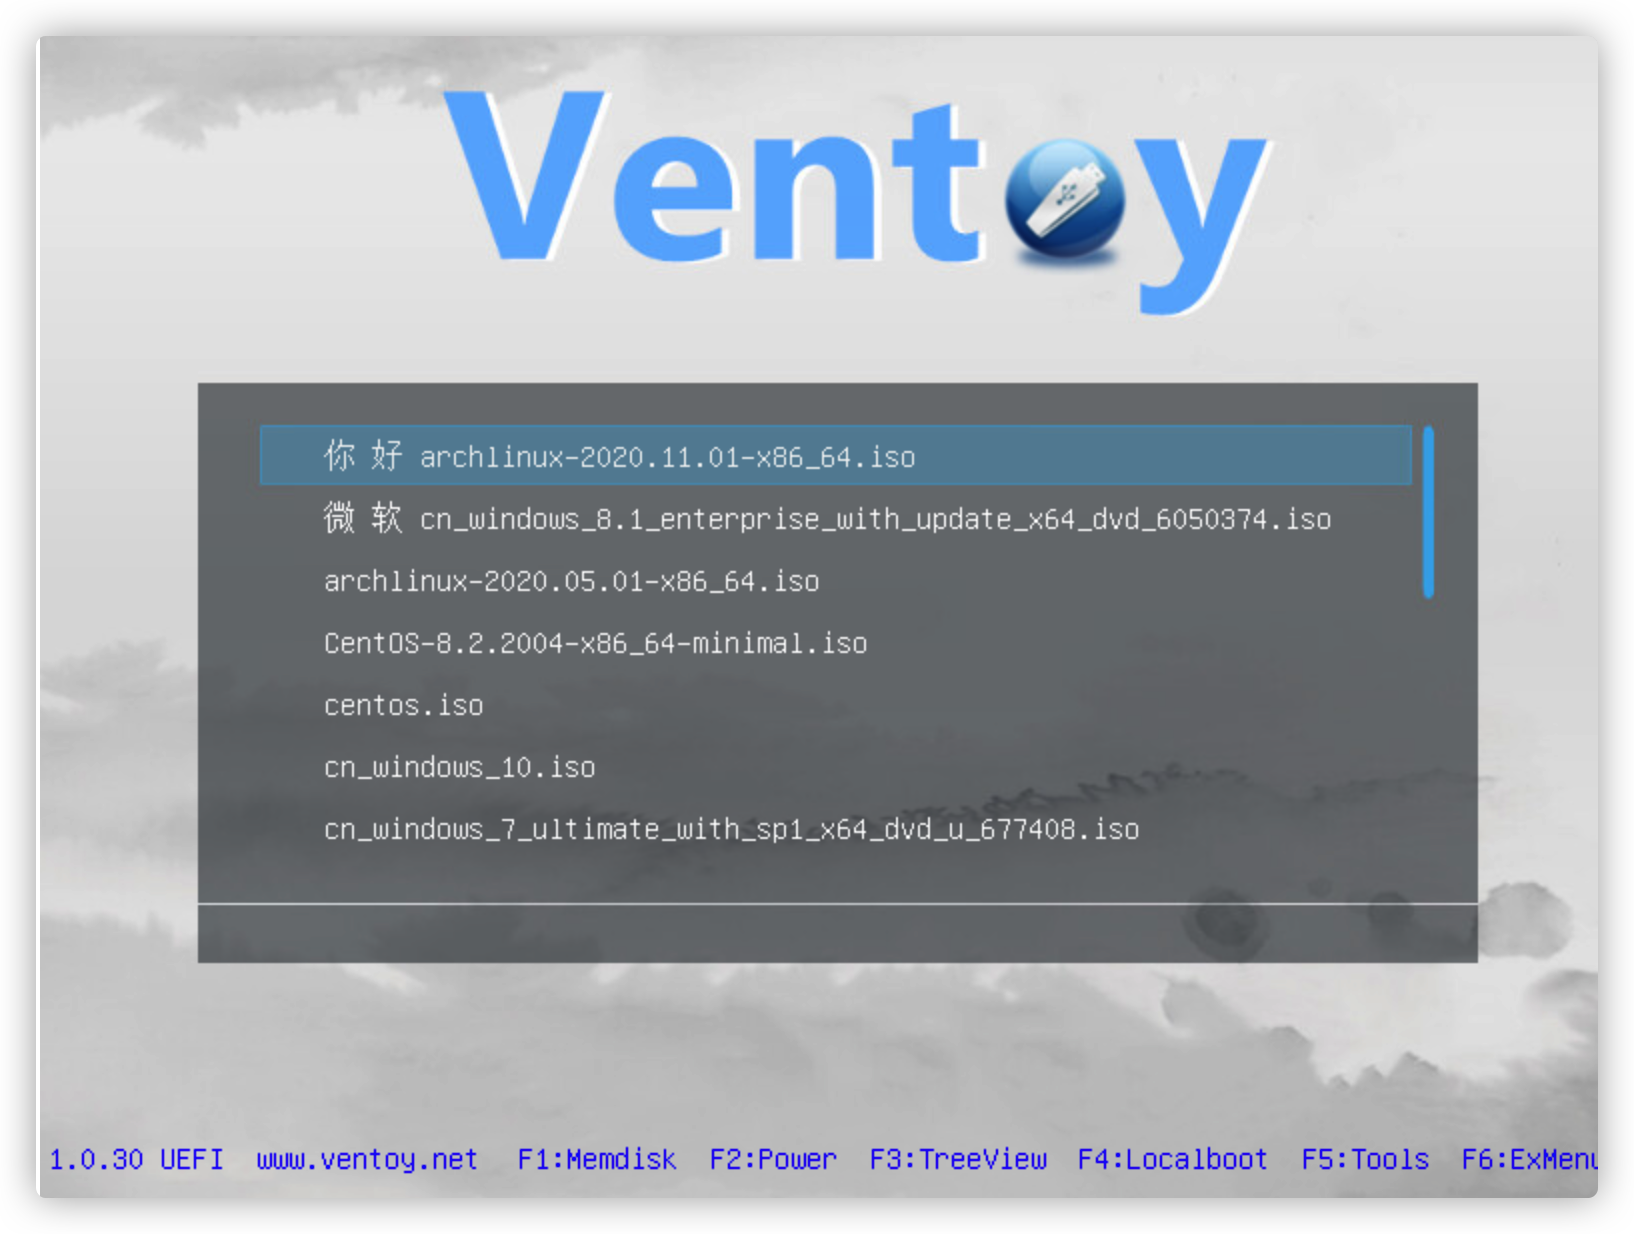 Ventoy
你好 archlinux-2020.11.01-x86_64.iso
微软 cn_windows_8.1_enterprise_with_update_x64_dvd_6050374.iso
archlinux-2020.05.01-x86_64.iso
CentOS-8.2.2004-x86_64-minimal.iso
centos.iso
cn_windows_10.iso
cn_windows_7_ultimate_with_sp1_x64_dvd_u_677408.iso
1.0.30 UEFI www.ventoy.net F1:Memdisk F2:Power F3:TreeView F4:Localboot F5:Tools F6:ExMenu